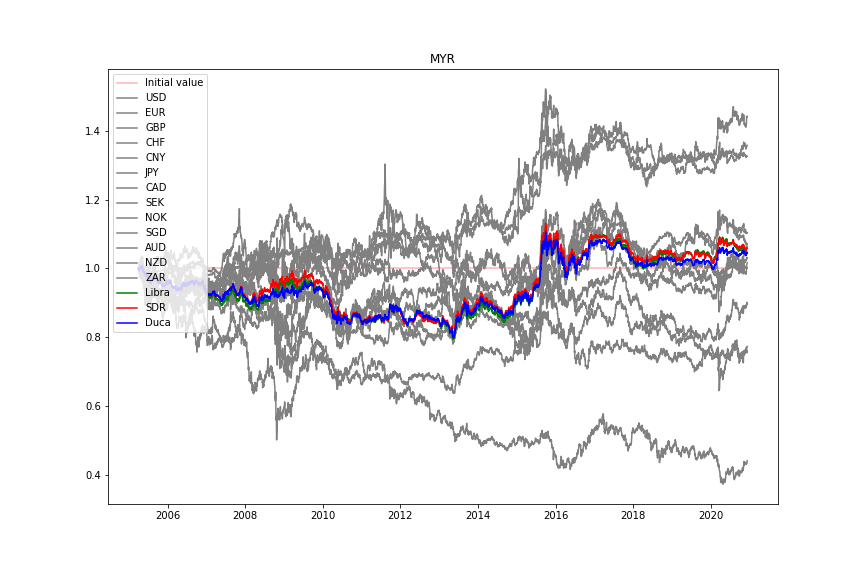 MYR
Initial value
USD
EUR
GBP
CHF
CNY
JPY
CAD
SEK
NOK
SGD
AUD
NZD
ZAR
Libra
SDR
Duca
1.4
1.2
1.0
0.8
0.6
0.4
2006 2008 2010 2012 2014 2016 2018 2020